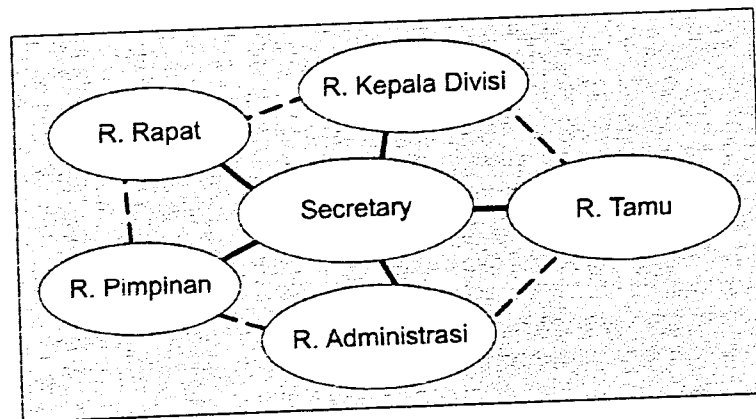 R. Kepala Divisi
R. Rapat
Secretary
R. Tamu
R. Pimpinan
R. Administrasi